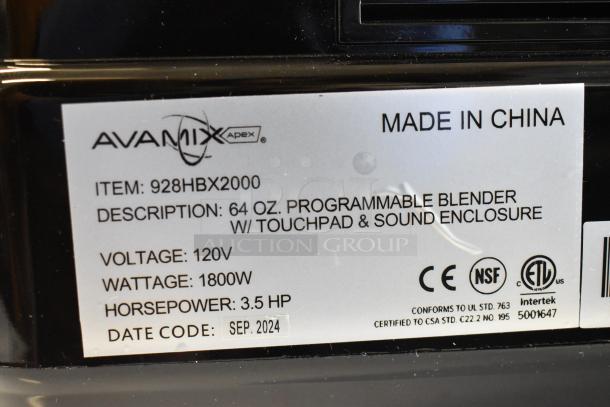 AVAMIX APEX ®
MADE IN CHINA
ITEM: 928HBX2000
DESCRIPTION: 64 OZ. PROGRAMMABLE BLENDER
W/ TOUCHPAD & SOUND ENCLOSURE
AUCTION GROUP
VOLTAGE: 120V
WATTAGE: 1800W
HORSEPOWER: 3.5 HP
DATE CODE: SEP. 2024
CE NSF C ETL US
Intertek
CONFORMS TO UL STD. 763
CERTIFIED TO CSA STD. C22.2 NO. 195 5001647